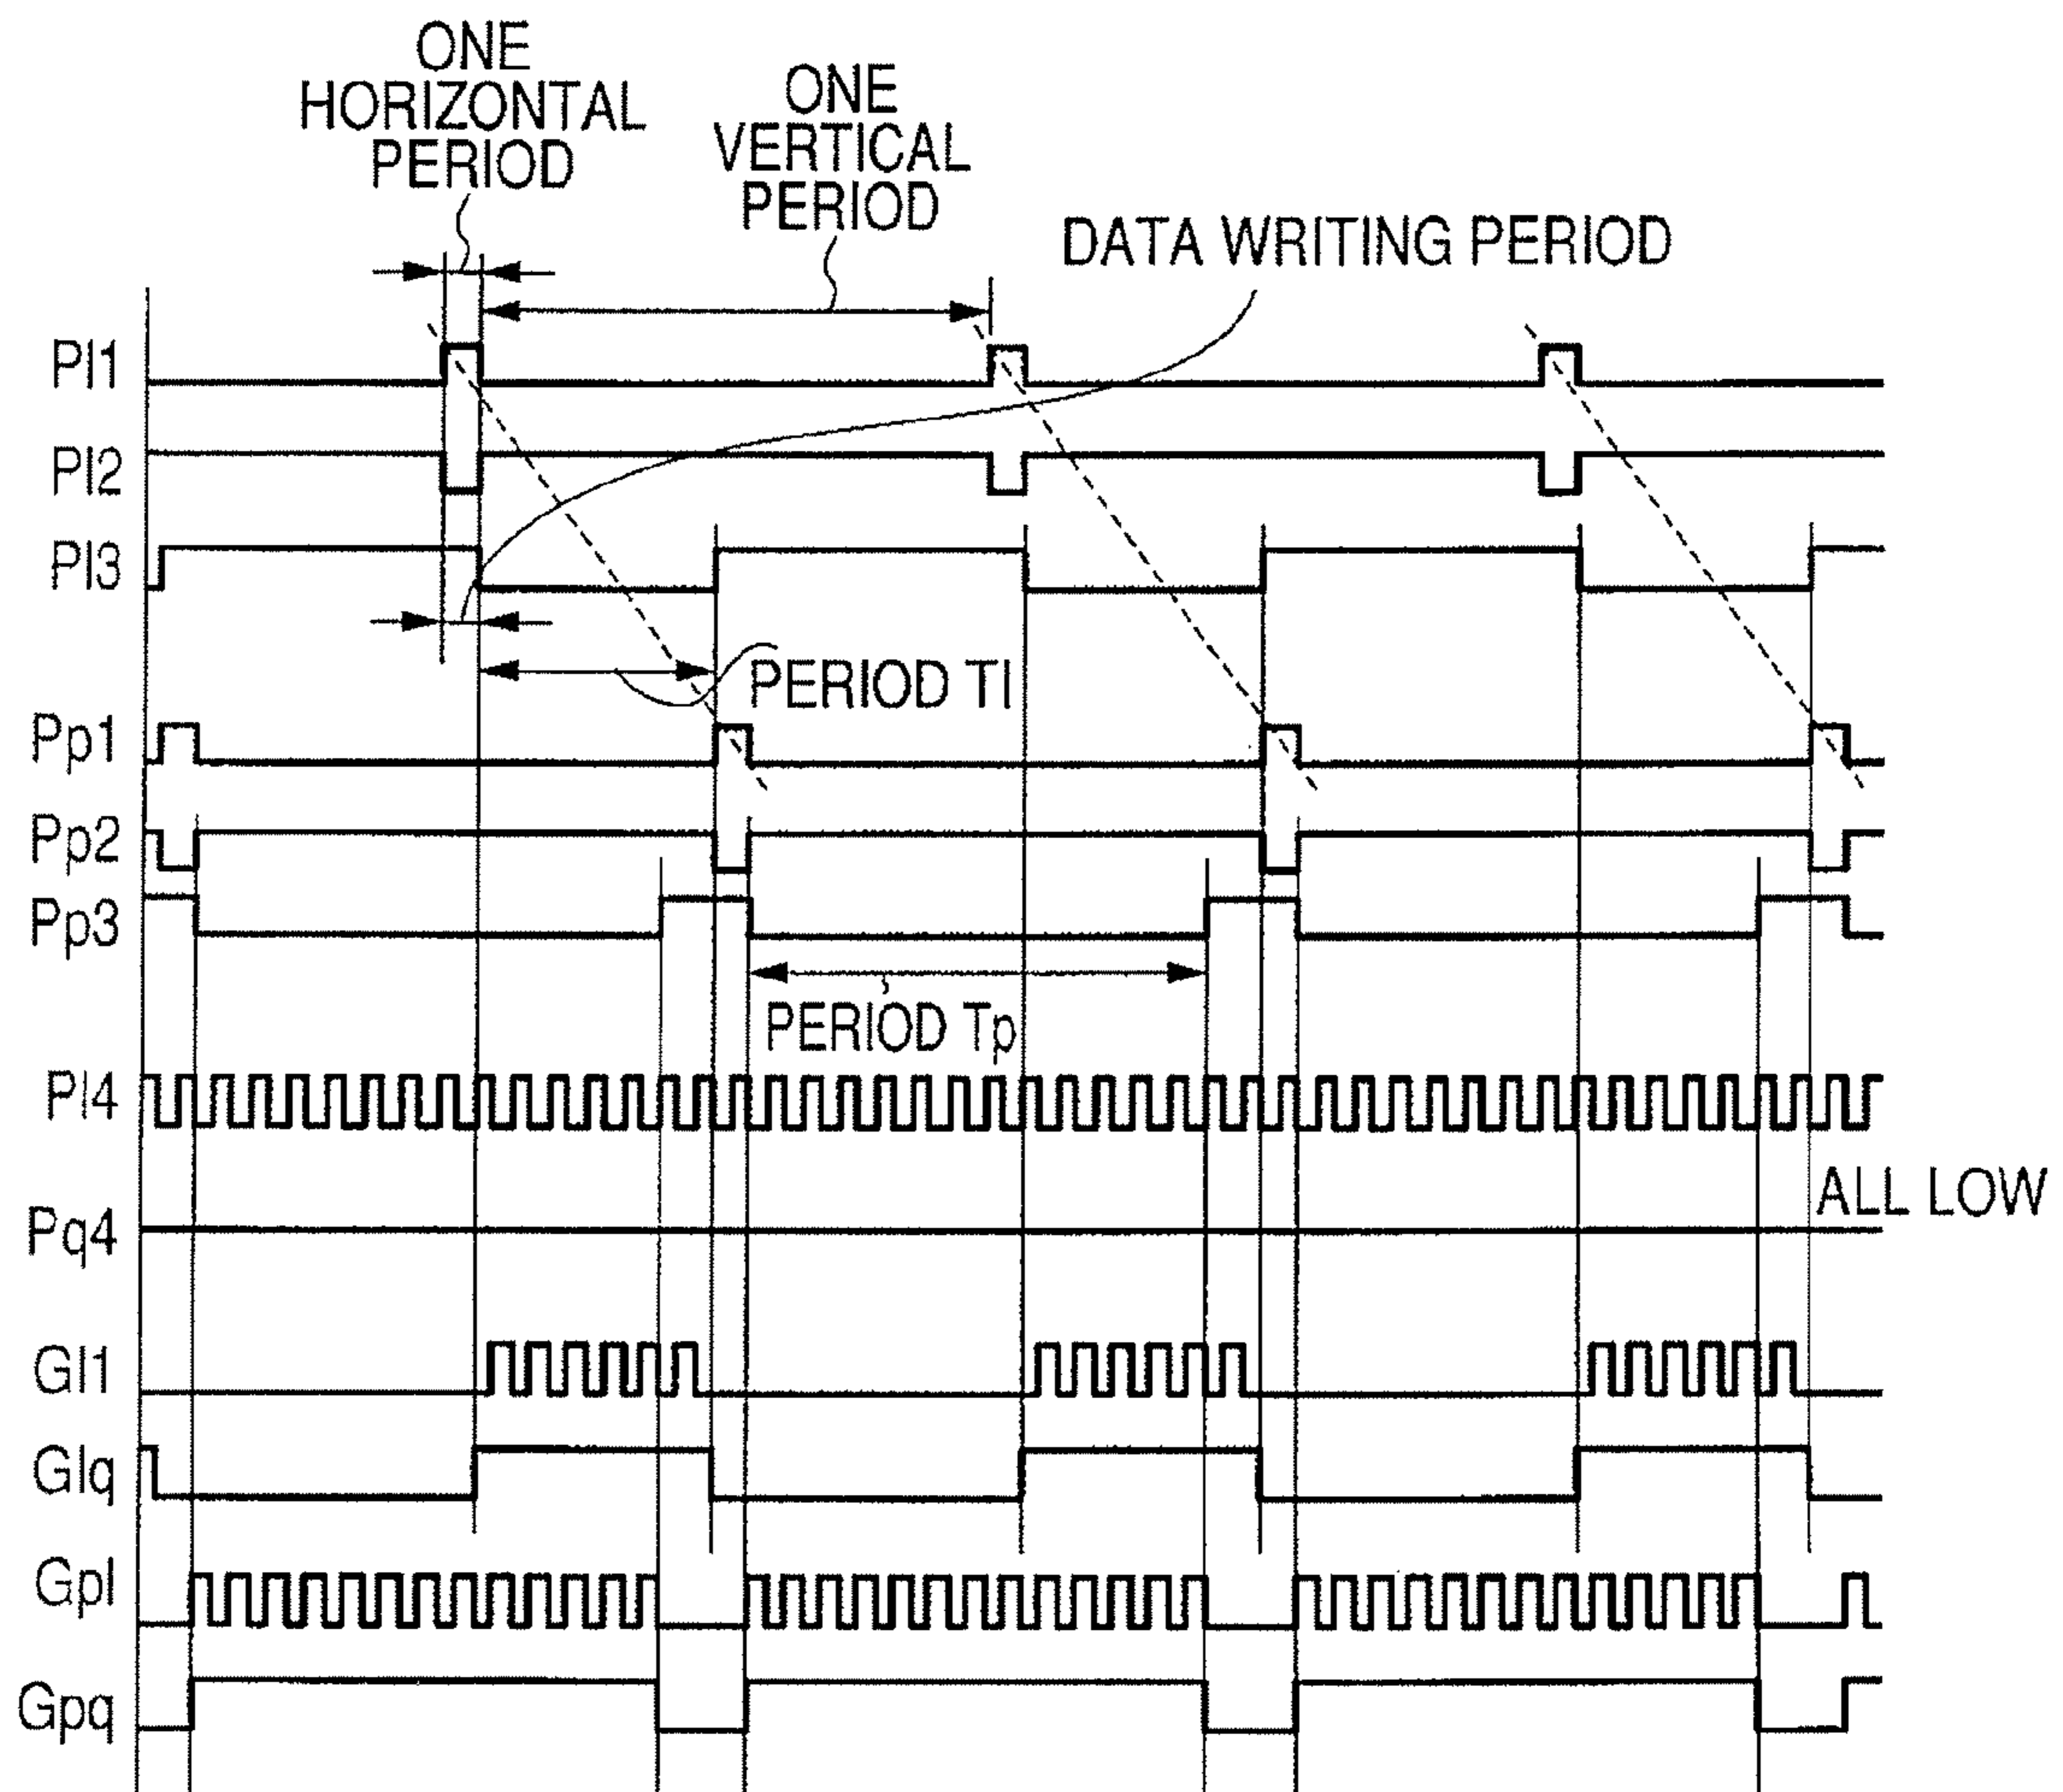 ONE
HORIZONTAL
PERIOD
ONE
VERTICAL
PERIOD
DATA WRITING PERIOD
Pl1
Pl2
Pl3
PERIOD Tl
Pp1
Pp2
Pp3
PERIOD Tp
Pl4
ALL LOW
Pq4
Gl1
Glq
Gpl
Gpq